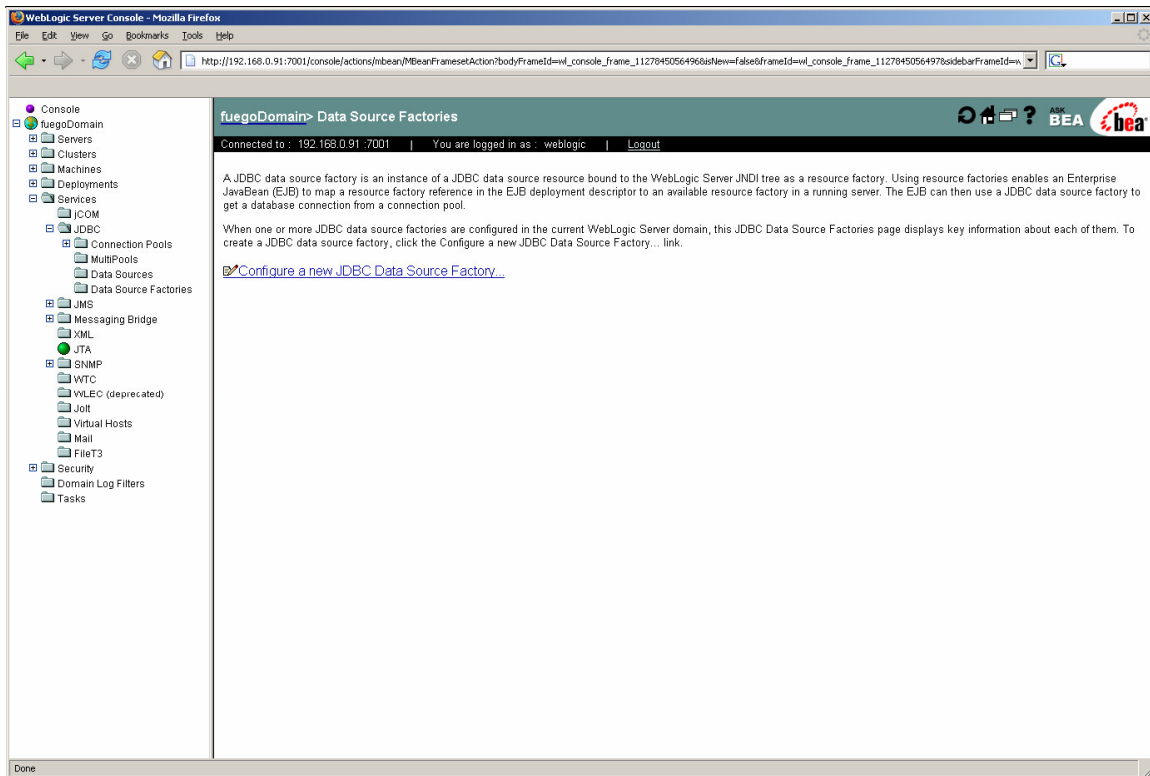 WebLogic Server Console - Mozilla Firefox
File Edit View Go Bookmarks Tools Help
http://192.168.0.91:7001/console/actions/mbean/MBeanFramesetAction?bodyFrameId=wl_console_frame_1127845056496&isNew=false&frameId=wl_console_frame_1127845056497&sidebarFrameId=w
Console
fuegoDomain
Servers
Clusters
Machines
Deployments
Services
jCOM
JDBC
Connection Pools
MultiPools
Data Sources
Data Source Factories
JMS
Messaging Bridge
XML
JTA
SNMP
WTC
WLEC (deprecated)
Jolt
Virtual Hosts
Mail
FileT3
Security
Domain Log Filters
Tasks
fuegoDomain> Data Source Factories
? ASK BEA bea
Connected to : 192.168.0.91 :7001 | You are logged in as : weblogic | Logout
A JDBC data source factory is an instance of a JDBC data source resource bound to the WebLogic Server JNDI tree as a resource factory. Using resource factories enables an Enterprise
JavaBean (EJB) to map a resource factory reference in the EJB deployment descriptor to an available resource factory in a running server. The EJB can then use a JDBC data source factory to
get a database connection from a connection pool.
When one or more JDBC data source factories are configured in the current WebLogic Server domain, this JDBC Data Source Factories page displays key information about each of them. To
create a JDBC data source factory, click the Configure a new JDBC Data Source Factory... link.
Configure a new JDBC Data Source Factory...
Done